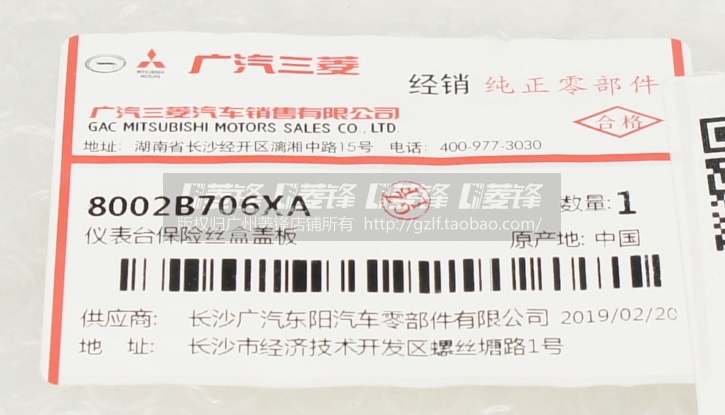 MITSUBISHI
MOTORS
广汽三菱
经销 纯正零部件
广汽三菱汽车销售有限公司
GAC MITSUBISHI MOTORS SALES CO., LTD.
合格
地址: 湖南省长沙经开区漓湘中路15号 电话: 400-977-3030
菱锋 菱锋 菱锋 菱锋
8002B706XA
数量: 1
版权归广州菱锋店铺所有 http://gzlf.taobao.com/
仪表台保险丝盒盖板
原产地: 中国
供应商: 长沙广汽东阳汽车零部件有限公司 2019/02/20
地 址: 长沙市经济技术开发区螺丝塘路1号